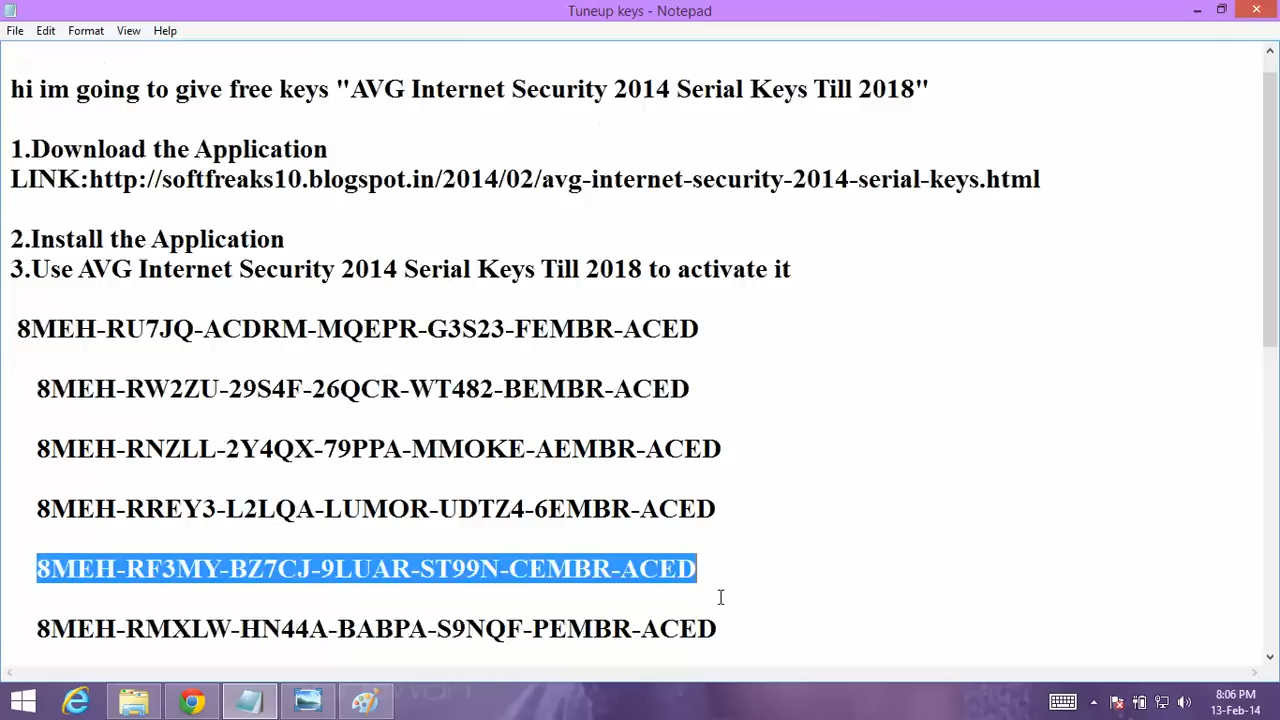 Tuneup keys - Notepad
File Edit Format View Help
hi im going to give free keys "AVG Internet Security 2014 Serial Keys Till 2018"
1.Download the Application
LINK:http://softfreaks10.blogspot.in/2014/02/avg-internet-security-2014-serial-keys.html
2.Install the Application
3.Use AVG Internet Security 2014 Serial Keys Till 2018 to activate it
8MEH-RU7JQ-ACDRM-MQEPR-G3S23-FEMBR-ACED
8MEH-RW2ZU-29S4F-26QCR-WT482-BEMBR-ACED
8MEH-RNZLL-2Y4QX-79PPA-MMOKE-AEMBR-ACED
8MEH-RREY3-L2LQA-LUMOR-UDTZ4-6EMBR-ACED
8MEH-RF3MY-BZ7CJ-9LUAR-ST99N-CEMBR-ACED
8MEH-RMXLW-HN44A-BABPA-S9NQF-PEMBR-ACED
8:06 PM
13-Feb-14